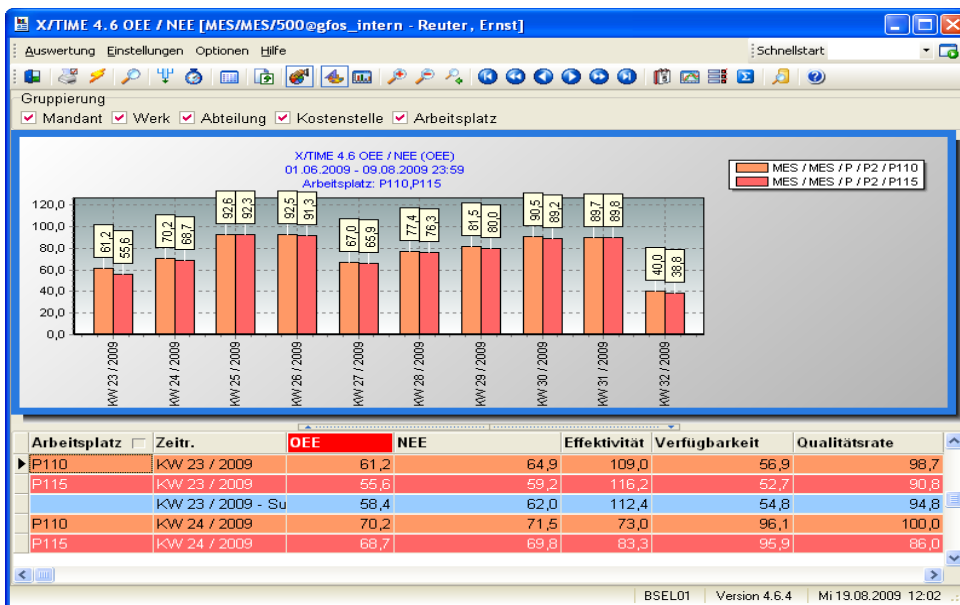 X/TIME 4.6 OEE / NEE [MES/MES/500@gfos_intern - Reuter, Ernst]
Auswertung Einstellungen Optionen Hilfe Schnellstart
Gruppierung
Mandant Werk Abteilung Kostenstelle Arbeitsplatz
X/TIME 4.6 OEE / NEE (OEE)
01.06.2009 - 09.08.2009 23:59
Arbeitsplatz: P110,P115
MES / MES / P / P2 / P110
MES / MES / P / P2 / P115
120,0
100,0
80,0
60,0
40,0
20,0
0,0
61,2 55,6 70,2 68,7 92,6 92,3 92,5 91,3 67,0 65,9 77,4 76,3 81,5 80,0 90,5 89,2 89,7 89,8 40,0 38,8
KW 23 / 2009 KW 24 / 2009 KW 25 / 2009 KW 26 / 2009 KW 27 / 2009 KW 28 / 2009 KW 29 / 2009 KW 30 / 2009 KW 31 / 2009 KW 32 / 2009
Arbeitsplatz Zeitr. OEE NEE Effektivität Verfügbarkeit Qualitätsrate
P110 KW 23 / 2009 61,2 64,9 109,0 56,9 98,7
P115 KW 23 / 2009 55,6 59,2 116,2 52,7 90,8
KW 23 / 2009 - Su 58,4 62,0 112,4 54,8 94,8
P110 KW 24 / 2009 70,2 71,5 73,0 96,1 100,0
P115 KW 24 / 2009 68,7 69,8 83,3 95,9 86,0
BSEL01 Version 4.6.4 Mi 19.08.2009 12:02